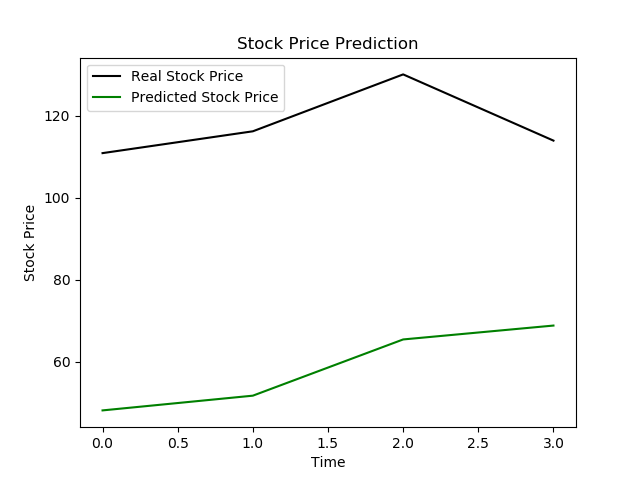 Stock Price Prediction
Real Stock Price
Predicted Stock Price
Stock Price
120
100
80
60
0.0 0.5 1.0 1.5 2.0 2.5 3.0
Time